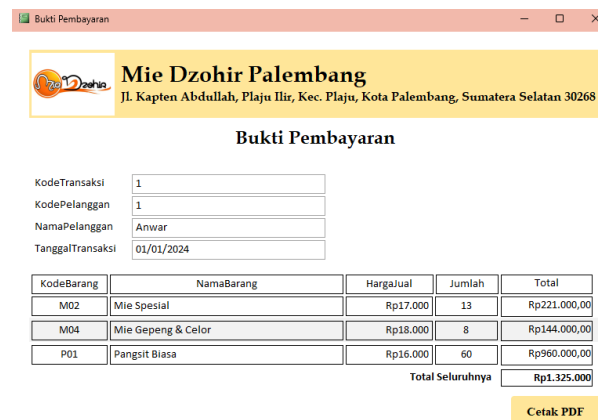 Bukti Pembayaran
Mie Dzohir
Mie Dzohir Palembang
Jl. Kapten Abdullah, Plaju Ilir, Kec. Plaju, Kota Palembang, Sumatera Selatan 30268
Bukti Pembayaran
KodeTransaksi 1
KodePelanggan 1
NamaPelanggan Anwar
TanggalTransaksi 01/01/2024
KodeBarang NamaBarang HargaJual Jumlah Total
M02 Mie Spesial Rp17.000 13 Rp221.000,00
M04 Mie Gepeng & Celor Rp18.000 8 Rp144.000,00
P01 Pangsit Biasa Rp16.000 60 Rp960.000,00
Total Seluruhnya Rp1.325.000
Cetak PDF